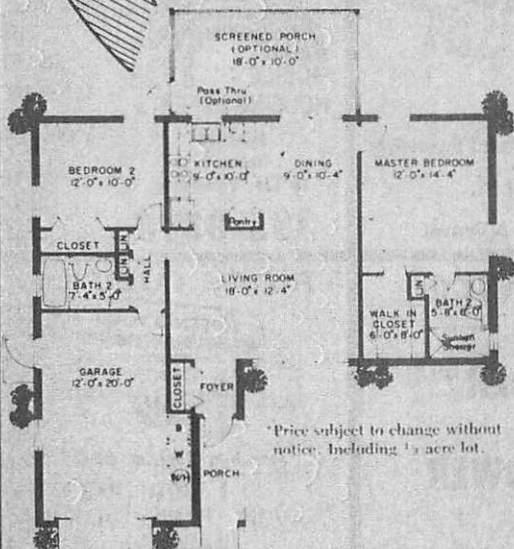 SCREENED PORCH
(OPTIONAL)
18'-0" x 10'-0"
Pass Thru
(Optional)
BEDROOM 2
12'-0" x 10'-0"
KITCHEN
9'-0" x 10'-0"
DINING
9'-0" x 10'-4"
MASTER BEDROOM
12'-0" x 14'-4"
Pantry
CLOSET
LIN
LIN
HALL
BATH 2
7'-4" x 5'-0"
LIVING ROOM
18'-0" x 12'-4"
LIN
WALK IN
CLOSET
6'-0" x 8'-0"
BATH 2
5'-8" x 8'-0"
Sunken
Shower
GARAGE
12'-0" x 20'-0"
CLOSET
FOYER
D
W
W/H
PORCH
*Price subject to change without
notice. Including ⅓ acre lot.